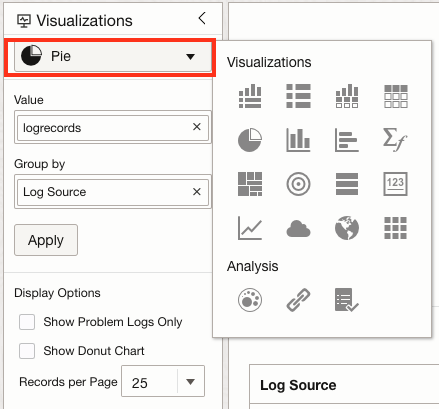 Visualizations
Pie
Value
logrecords
Group by
Log Source
Apply
Display Options
Show Problem Logs Only
Show Donut Chart
Records per Page 25
Visualizations
Σf
123
Analysis
Log Source